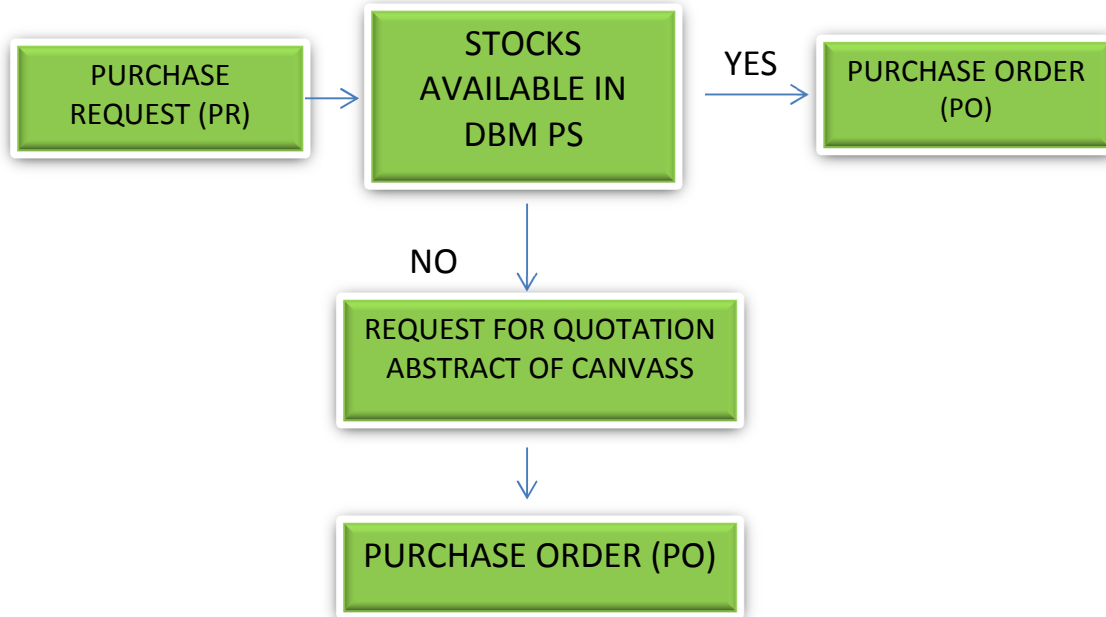 PURCHASE
REQUEST (PR)
STOCKS
AVAILABLE IN
DBM PS
YES
PURCHASE ORDER
(PO)
NO
REQUEST FOR QUOTATION
ABSTRACT OF CANVASS
PURCHASE ORDER (PO)